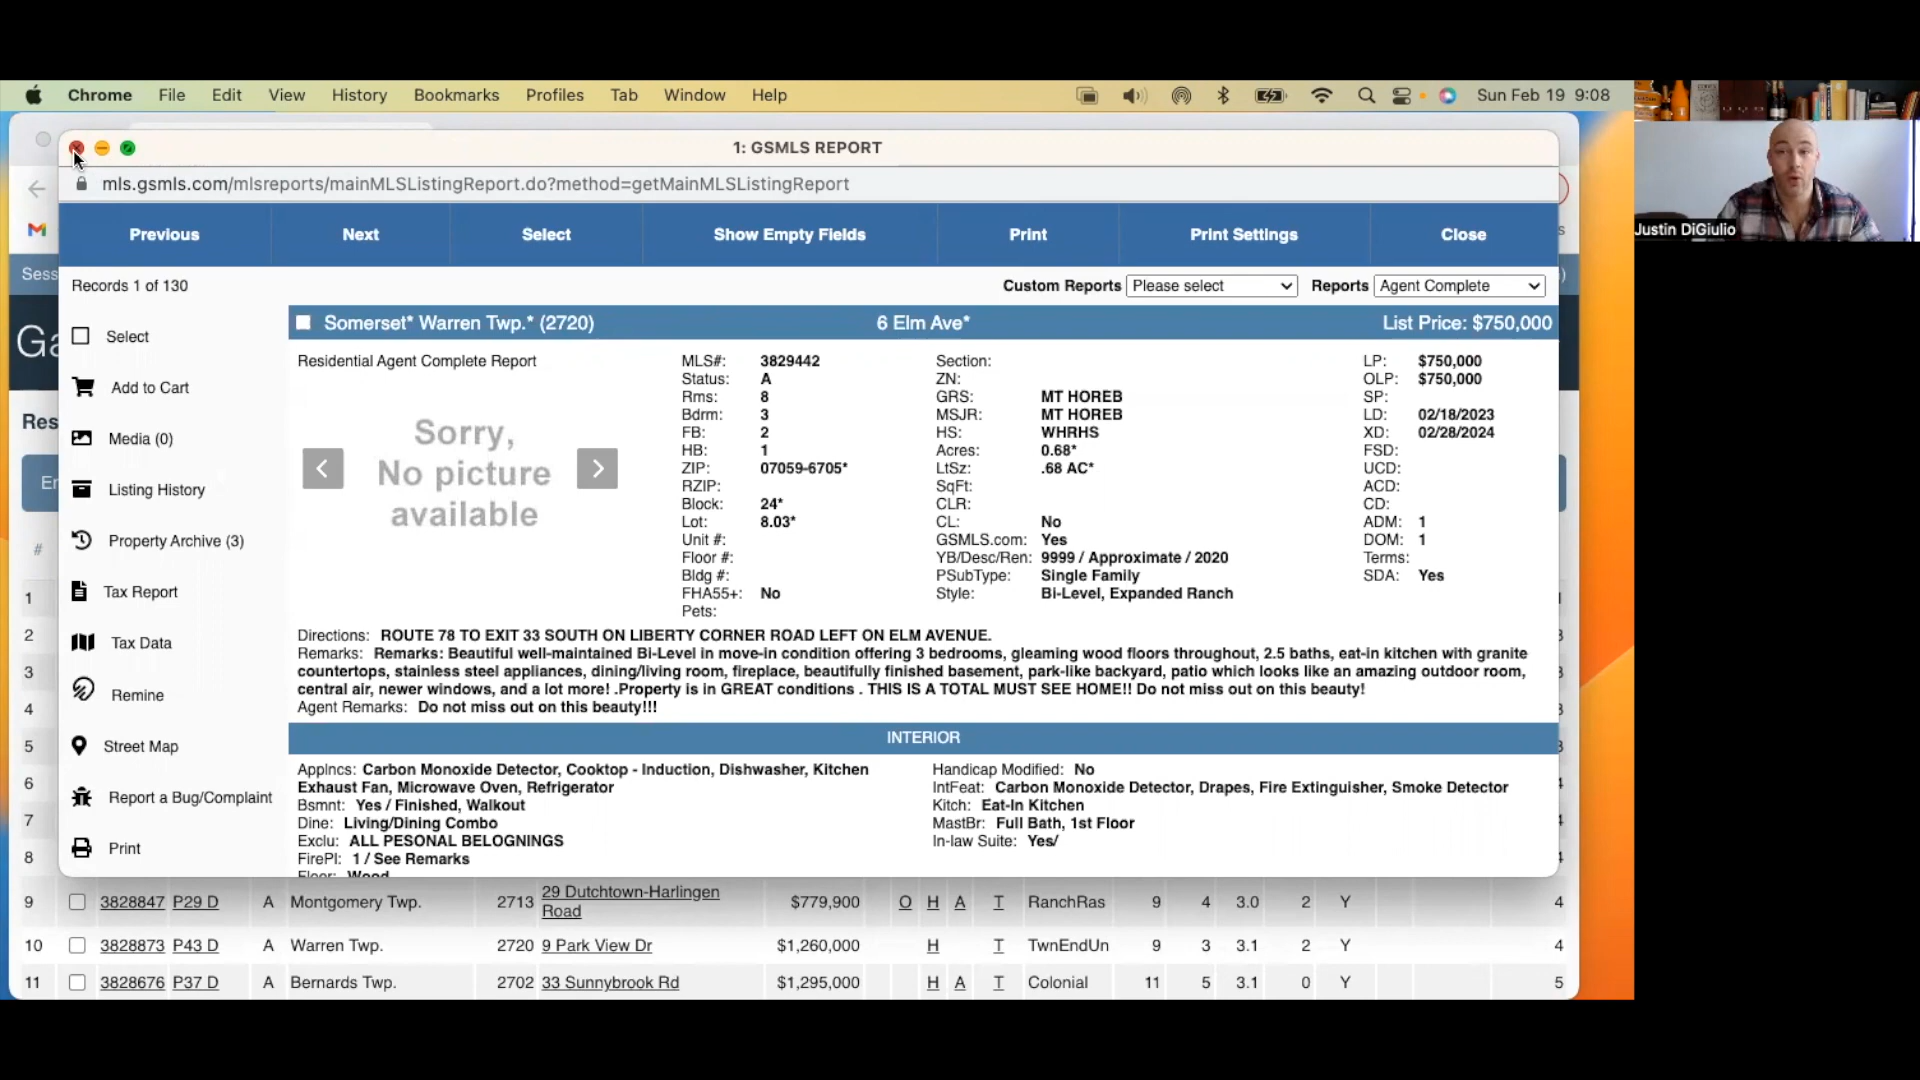 Chrome File Edit View History Bookmarks Profiles Tab Window Help Sun Feb 19 9:08
1: GSMLS REPORT
mls.gsmls.com/mlsreports/mainMLSListingReport.do?method=getMainMLSListingReport
Justin DiGiulio
Previous Next Select Show Empty Fields Print Print Settings Close
Sess
Records 1 of 130 Custom Reports Please select Reports Agent Complete
Ga
Select
Add to Cart
Media (0)
Listing History
Property Archive (3)
Tax Report
Tax Data
Remine
Street Map
Report a Bug/Complaint
Print
Res
En
#
1
2
3
4
5
6
7
8
Somerset* Warren Twp.* (2720) 6 Elm Ave* List Price: $750,000
Residential Agent Complete Report
Sorry,
No picture
available
MLS#: 3829442
Status: A
Rms: 8
Bdrm: 3
FB: 2
HB: 1
ZIP: 07059-6705*
RZIP:
Block: 24*
Lot: 8.03*
Unit #:
Floor #:
Bldg #:
FHA55+: No
Pets:
Section:
ZN:
GRS: MT HOREB
MSJR: MT HOREB
HS: WHRHS
Acres: 0.68*
LtSz: .68 AC*
SqFt:
CLR:
CL: No
GSMLS.com: Yes
YB/Desc/Ren: 9999 / Approximate / 2020
PSubType: Single Family
Style: Bi-Level, Expanded Ranch
LP: $750,000
OLP: $750,000
SP:
LD: 02/18/2023
XD: 02/28/2024
FSD:
UCD:
ACD:
CD:
ADM: 1
DOM: 1
Terms:
SDA: Yes
Directions: ROUTE 78 TO EXIT 33 SOUTH ON LIBERTY CORNER ROAD LEFT ON ELM AVENUE.
Remarks: Remarks: Beautiful well-maintained Bi-Level in move-in condition offering 3 bedrooms, gleaming wood floors throughout, 2.5 baths, eat-in kitchen with granite
countertops, stainless steel appliances, dining/living room, fireplace, beautifully finished basement, park-like backyard, patio which looks like an amazing outdoor room,
central air, newer windows, and a lot more! .Property is in GREAT conditions . THIS IS A TOTAL MUST SEE HOME!! Do not miss out on this beauty!
Agent Remarks: Do not miss out on this beauty!!!
INTERIOR
Applncs: Carbon Monoxide Detector, Cooktop - Induction, Dishwasher, Kitchen
Exhaust Fan, Microwave Oven, Refrigerator
Bsmnt: Yes / Finished, Walkout
Dine: Living/Dining Combo
Exclu: ALL PESONAL BELOGNINGS
FirePl: 1 / See Remarks
Floor: Wood
Handicap Modified: No
IntFeat: Carbon Monoxide Detector, Drapes, Fire Extinguisher, Smoke Detector
Kitch: Eat-In Kitchen
MastBr: Full Bath, 1st Floor
In-law Suite: Yes/
9 3828847 P29 D A Montgomery Twp. 2713 29 Dutchtown-Harlingen Road $779,900 O H A T RanchRas 9 4 3.0 2 Y 4
10 3828873 P43 D A Warren Twp. 2720 9 Park View Dr $1,260,000 H T TwnEndUn 9 3 3.1 2 Y 4
11 3828676 P37 D A Bernards Twp. 2702 33 Sunnybrook Rd $1,295,000 H A T Colonial 11 5 3.1 0 Y 5